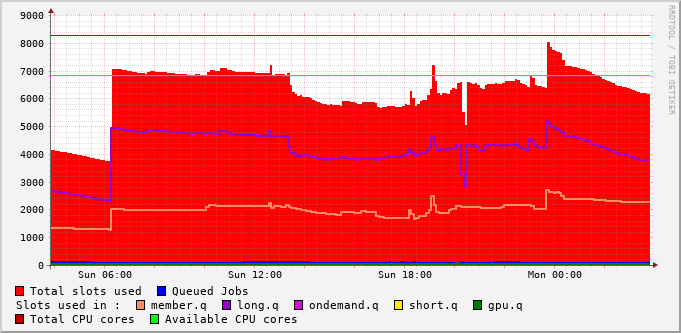 9000
8000
7000
6000
5000
4000
3000
2000
1000
0
Sun 06:00 Sun 12:00 Sun 18:00 Mon 00:00
RRDTOOL / TOBI OETIKER
Total slots used Queued Jobs
Slots used in : member.q long.q ondemand.q short.q gpu.q
Total CPU cores Available CPU cores